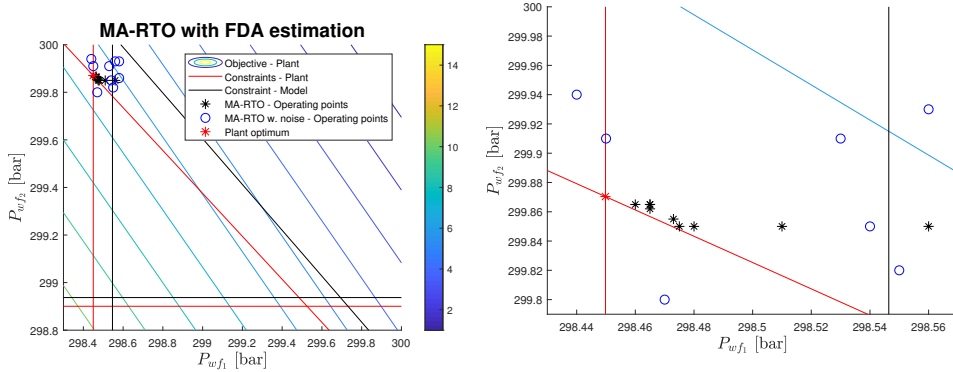 MA-RTO with FDA estimation
300
299.8
299.6
299.4
299.2
299
298.8
P_{wf_2} [bar]
298.4 298.6 298.8 299 299.2 299.4 299.6 299.8 300
P_{wf_1} [bar]
Objective - Plant
Constraints - Plant
Constraint - Model
MA-RTO - Operating points
MA-RTO w. noise - Operating points
Plant optimum
14
12
10
8
6
4
2
300
299.98
299.96
299.94
299.92
299.9
299.88
299.86
299.84
299.82
299.8
P_{wf_2} [bar]
298.44 298.46 298.48 298.5 298.52 298.54 298.56
P_{wf_1} [bar]